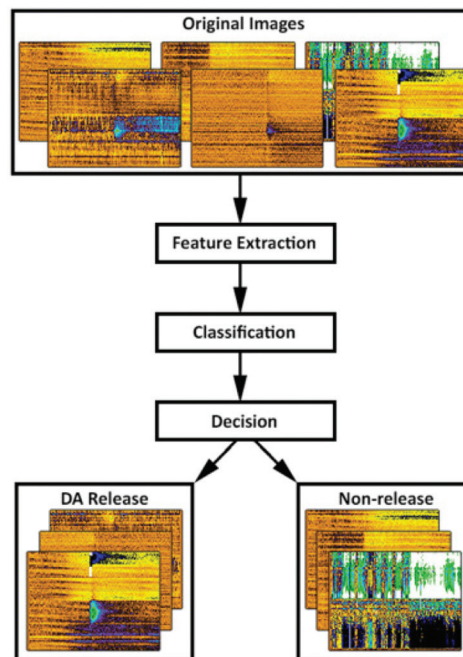 Original Images
Feature Extraction
Classification
Decision
DA Release
Non-release